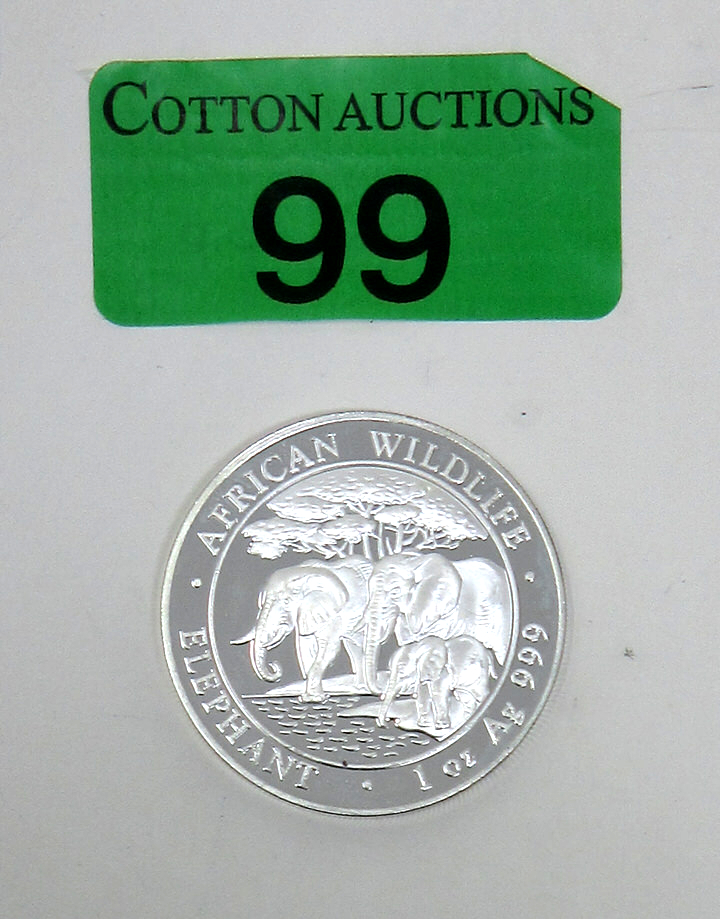 COTTON AUCTIONS
99
AFRICAN WILDLIFE
ELEPHANT • 1 oz Ag 999